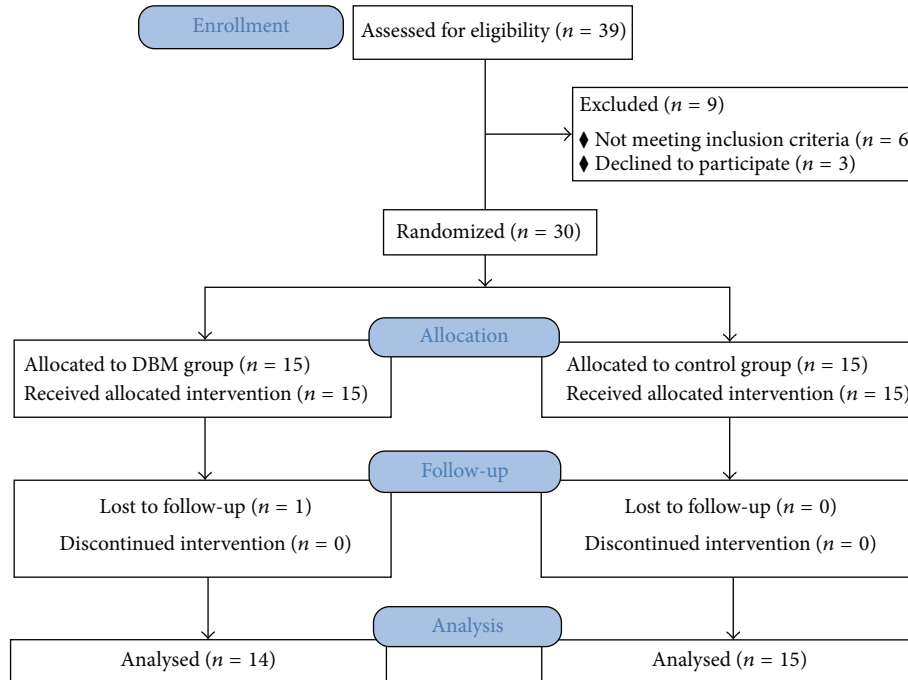 Enrollment
Assessed for eligibility (n = 39)
Excluded (n = 9)
♦ Not meeting inclusion criteria (n = 6
♦ Declined to participate (n = 3)
Randomized (n = 30)
Allocation
Allocated to DBM group (n = 15)
Received allocated intervention (n = 15)
Allocated to control group (n = 15)
Received allocated intervention (n = 15)
Follow-up
Lost to follow-up (n = 1)
Discontinued intervention (n = 0)
Lost to follow-up (n = 0)
Discontinued intervention (n = 0)
Analysis
Analysed (n = 14)
Analysed (n = 15)